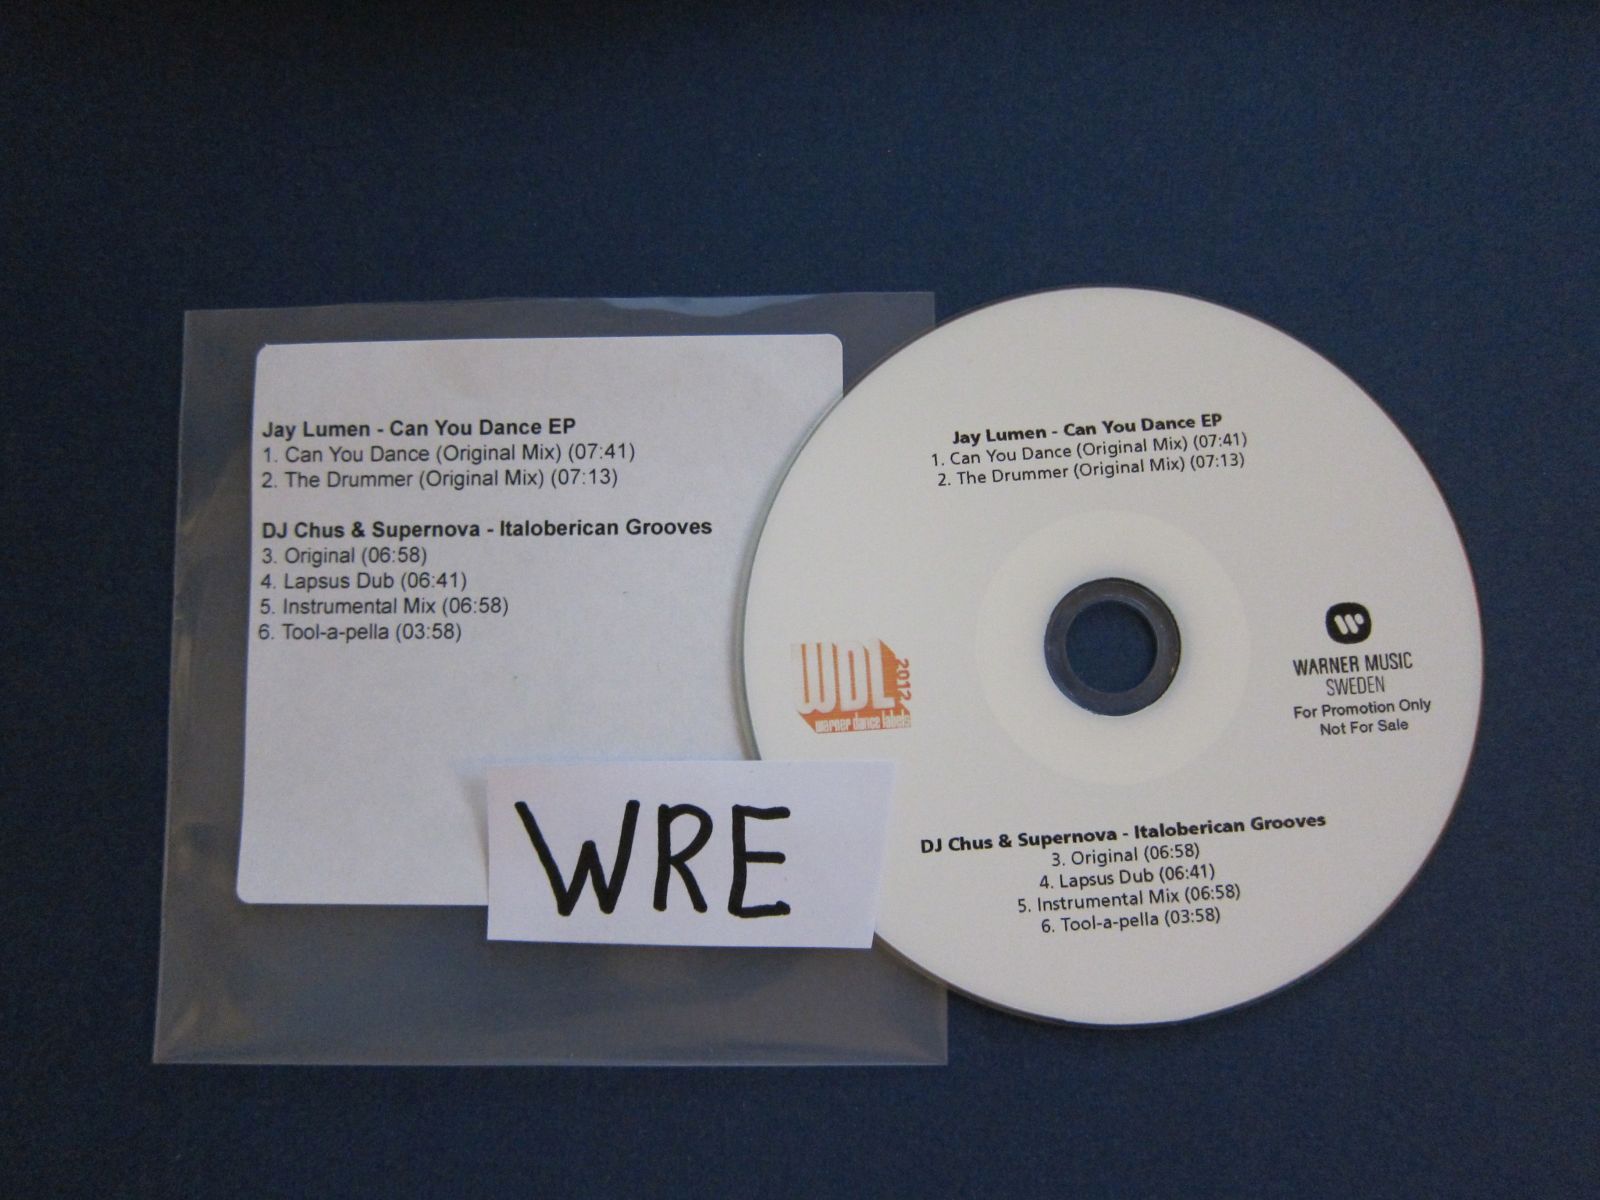 Jay Lumen - Can You Dance EP
1. Can You Dance (Original Mix) (07:41)
2. The Drummer (Original Mix) (07:13)
DJ Chus & Supernova - Italoberican Grooves
3. Original (06:58)
4. Lapsus Dub (06:41)
5. Instrumental Mix (06:58)
6. Tool-a-pella (03:58)
WRE
Jay Lumen - Can You Dance EP
1. Can You Dance (Original Mix) (07:41)
2. The Drummer (Original Mix) (07:13)
WDL 2012
warner dance labels
WARNER MUSIC
SWEDEN
For Promotion Only
Not For Sale
DJ Chus & Supernova - Italoberican Grooves
3. Original (06:58)
4. Lapsus Dub (06:41)
5. Instrumental Mix (06:58)
6. Tool-a-pella (03:58)